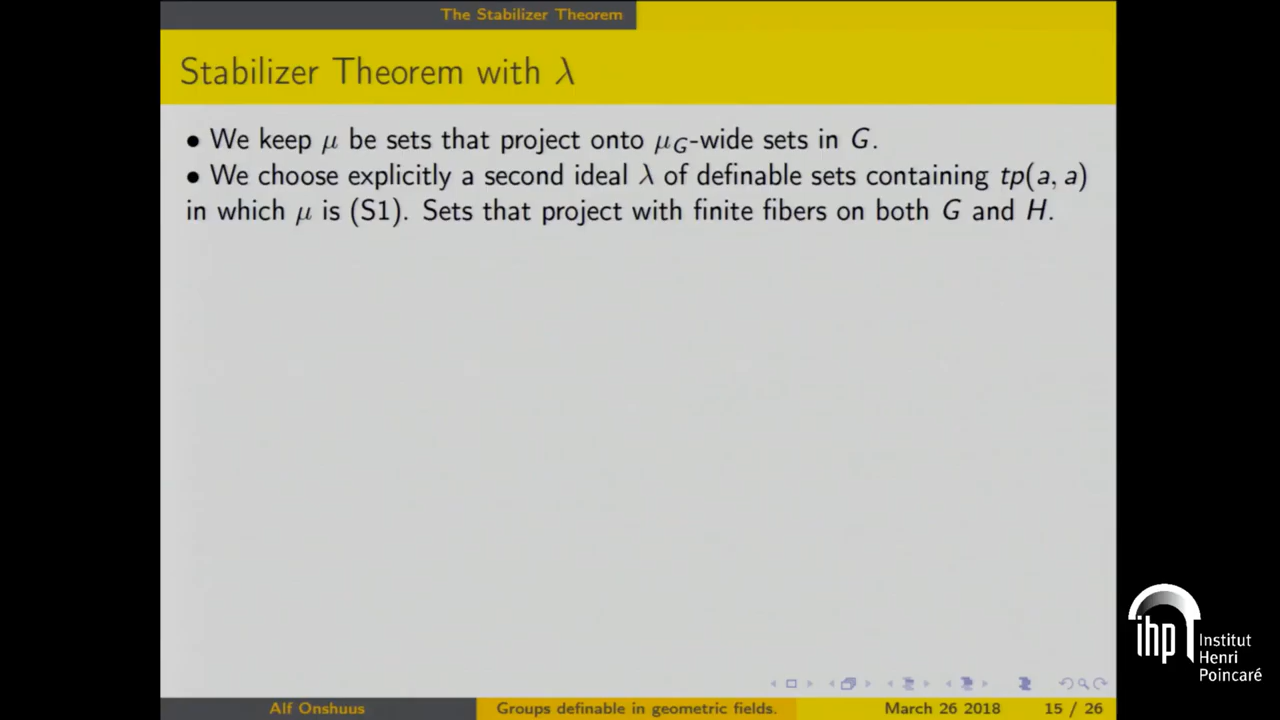 The Stabilizer Theorem
Stabilizer Theorem with λ
• We keep μ be sets that project onto μ_G-wide sets in G.
• We choose explicitly a second ideal λ of definable sets containing tp(a, a)
in which μ is (S1). Sets that project with finite fibers on both G and H.
ihp
Institut
Henri
Poincaré
Alf Onshuus
Groups definable in geometric fields.
March 26 2018
15 / 26